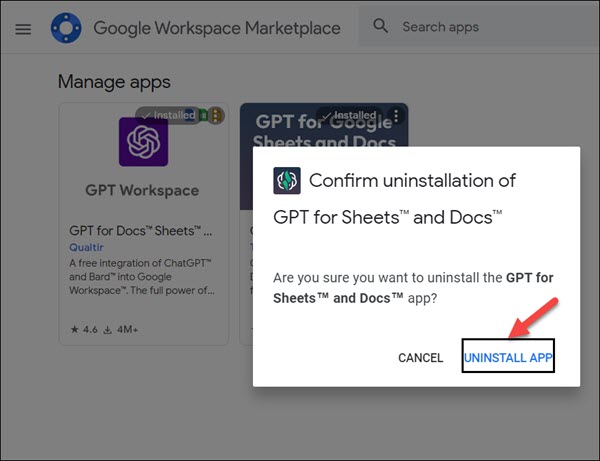 Google Workspace Marketplace
Search apps
Manage apps
Installed
Installed
GPT for Google
Sheets and Docs
GPT Workspace
GPT for Docs™ Sheets™ ...
Qualtir
A free integration of ChatGPT™
and Bard™ into Google
Workspace™. The full power of...
4.6 4M+
Confirm uninstallation of
GPT for Sheets™ and Docs™
Are you sure you want to uninstall the GPT for
Sheets™ and Docs™ app?
CANCEL
UNINSTALL APP